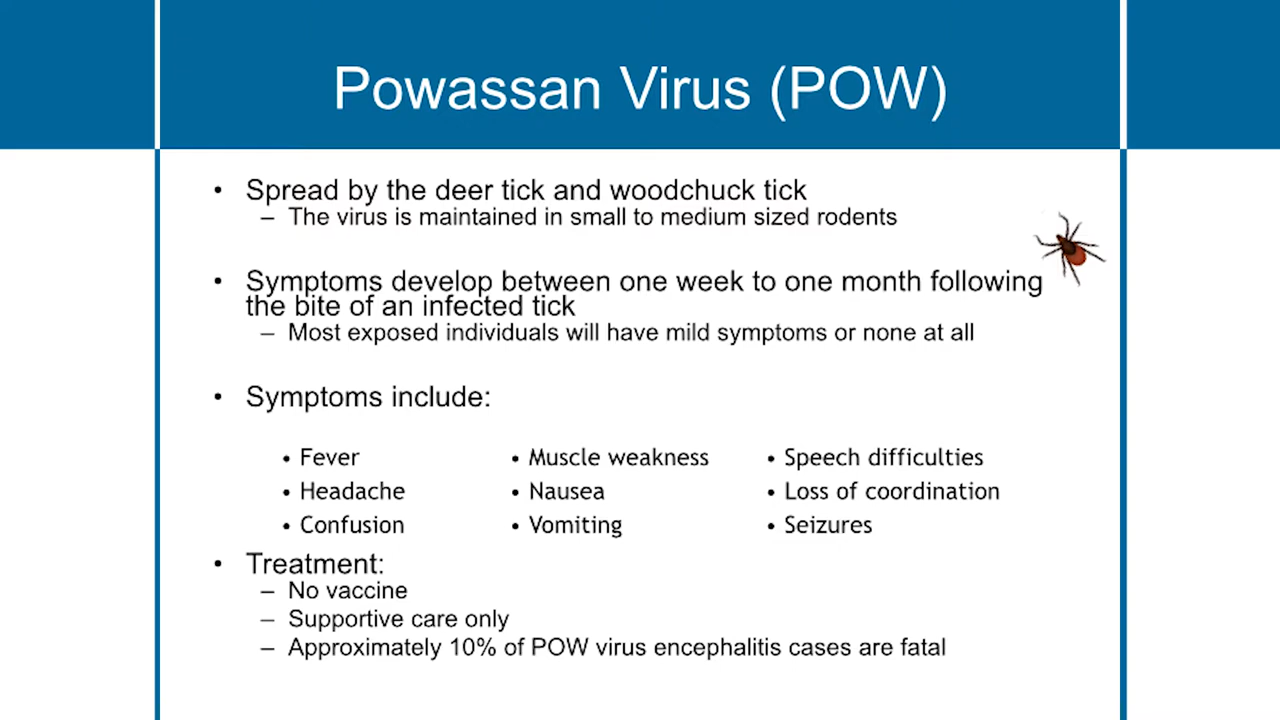 Powassan Virus (POW)
• Spread by the deer tick and woodchuck tick
– The virus is maintained in small to medium sized rodents
• Symptoms develop between one week to one month following
the bite of an infected tick
– Most exposed individuals will have mild symptoms or none at all
• Symptoms include:
• Fever
• Headache
• Confusion
• Muscle weakness
• Nausea
• Vomiting
• Speech difficulties
• Loss of coordination
• Seizures
• Treatment:
– No vaccine
– Supportive care only
– Approximately 10% of POW virus encephalitis cases are fatal